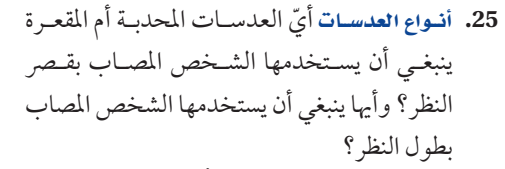 25. أنواع العدسات أيّ العدسات المحدبة أم المقعرة
ينبغي أن يستخدمها الشخص المصاب بقصر
النظر؟ وأيها ينبغي أن يستخدمها الشخص المصاب
بطول النظر؟